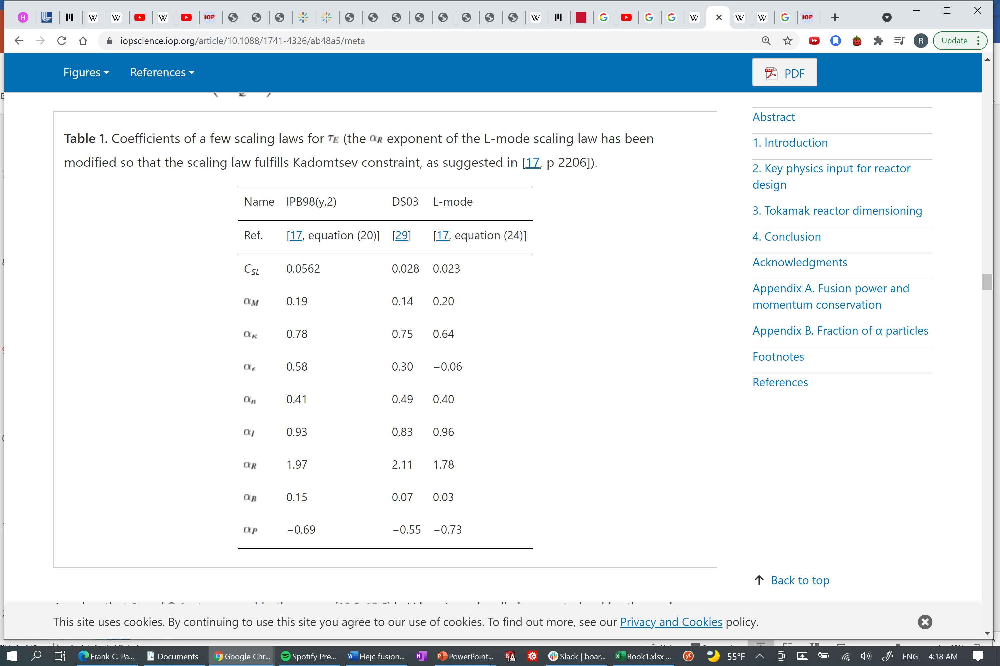 iopscience.iop.org/article/10.1088/1741-4326/ab48a5/meta
R
Update
Figures
References
PDF
Table 1. Coefficients of a few scaling laws for τE (the αR exponent of the L-mode scaling law has been
modified so that the scaling law fulfills Kadomtsev constraint, as suggested in [17, p 2206]).
Name IPB98(y,2) DS03 L-mode
Ref. [17, equation (20)] [29] [17, equation (24)]
CSL 0.0562 0.028 0.023
αM 0.19 0.14 0.20
ακ 0.78 0.75 0.64
αϵ 0.58 0.30 −0.06
αn 0.41 0.49 0.40
αI 0.93 0.83 0.96
αR 1.97 2.11 1.78
αB 0.15 0.07 0.03
αP −0.69 −0.55 −0.73
Abstract
1. Introduction
2. Key physics input for reactor
design
3. Tokamak reactor dimensioning
4. Conclusion
Acknowledgments
Appendix A. Fusion power and
momentum conservation
Appendix B. Fraction of α particles
Footnotes
References
Back to top
This site uses cookies. By continuing to use this site you agree to our use of cookies. To find out more, see our Privacy and Cookies policy.
Frank C. Pa...
Documents
Google Chr...
Spotify Pre...
Hejc fusion...
PowerPoint...
Slack | boar...
Book1.xlsx ...
55°F
ENG
4:18 AM